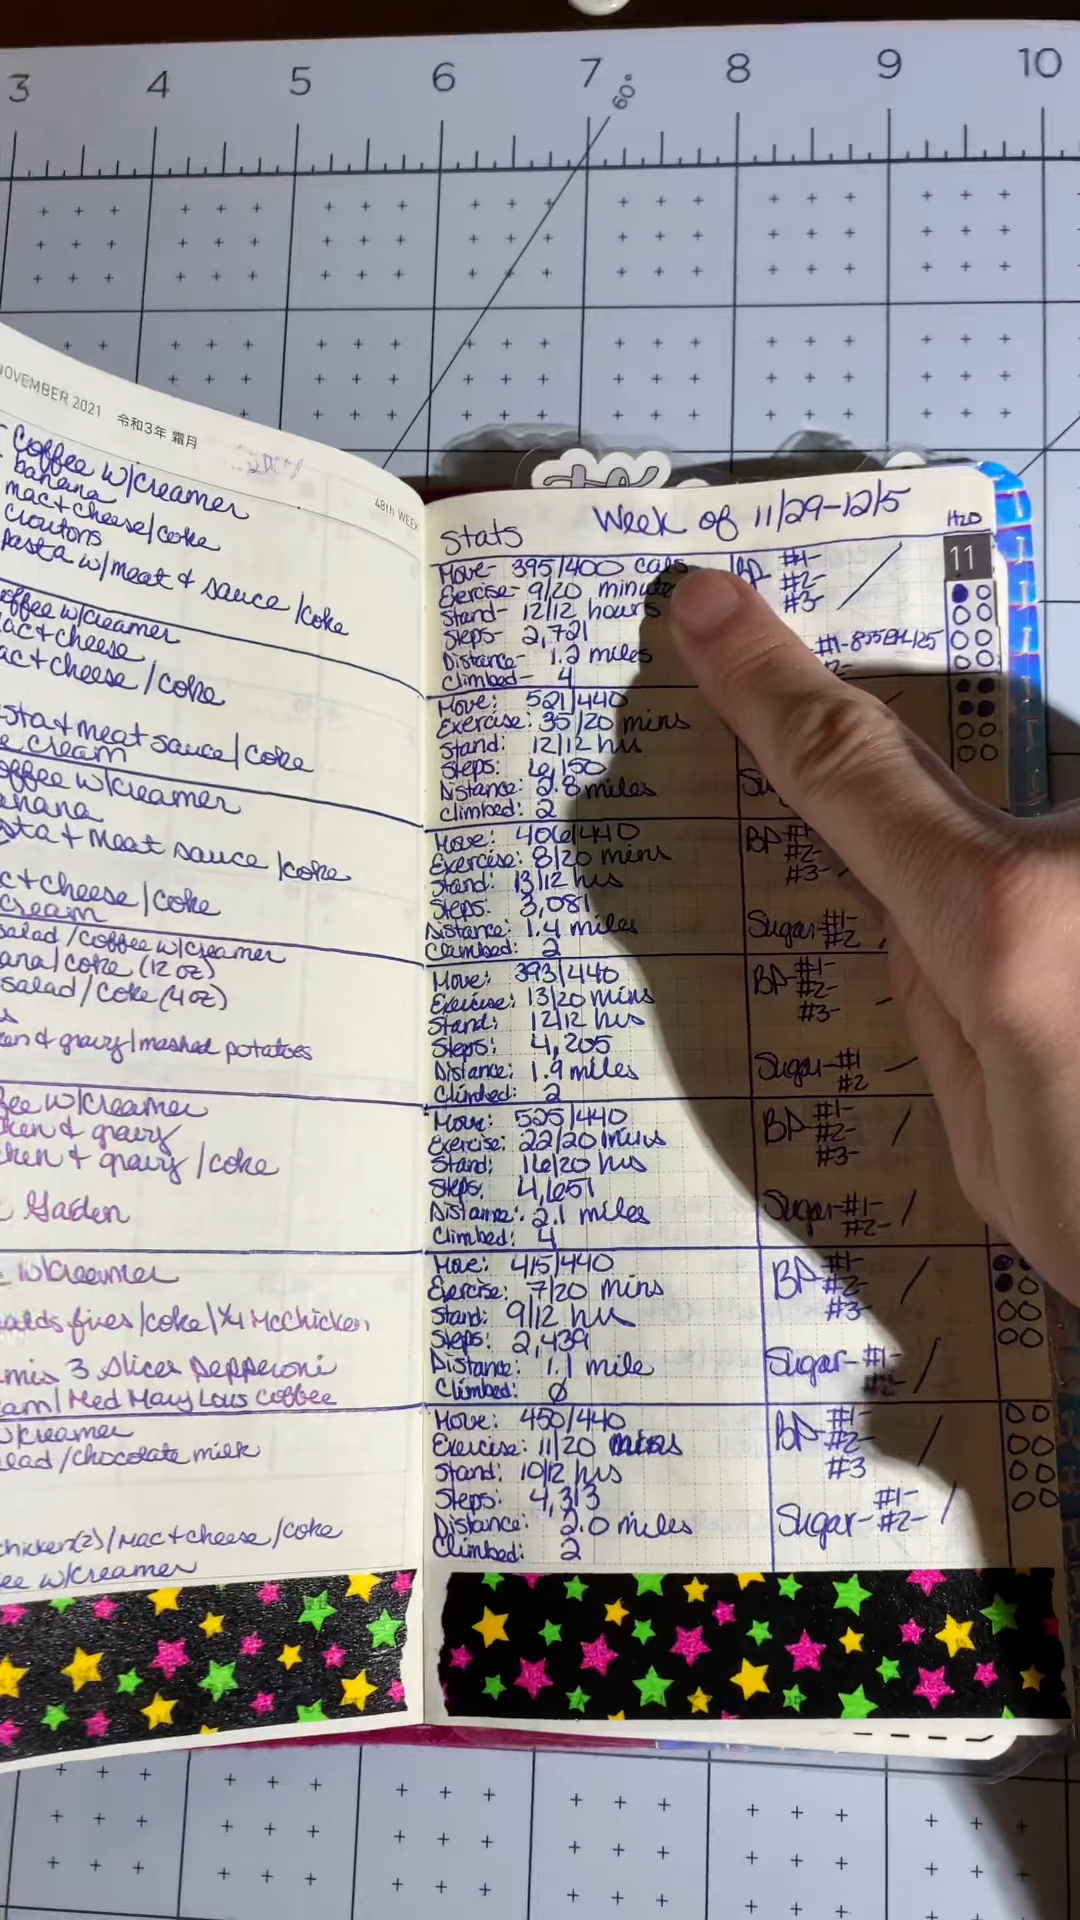 3 4 5 6 7 8 9 10
60°
NOVEMBER 2021 令和3年 霜月
48th WEEK
Coffee w/creamer
banana
mac+cheese/coke
croutons
pasta w/meat & sauce/coke
coffee w/creamer
mac+cheese
mac+cheese/coke
pasta+meat sauce/coke
ice cream
coffee w/creamer
banana
pasta+meat sauce/coke
mac+cheese/coke
cream
salad/coffee w/creamer
banana/coke (12 oz)
salad/coke (4 oz)
& gravy/mashed potatoes
coffee w/creamer
chicken & gravy
chicken + gravy/coke
Garden
w/creamer
fries/coke/1/4 McChicken
3 slices pepperoni
Med Mary Lous coffee
w/creamer
/chocolate milk
(2)/Mac+cheese/coke
coffee w/creamer
Stats Week of 11/29-12/5
H2O
11
Move- 395/400 cals
Exercise- 9/20 minutes
Stand- 12/12 hours
Steps- 2,721
Distance- 1.2 miles
Climbed- 4
BP #1-
#2-
#3-
Move: 521/440
Exercise: 35/20 mins
Stand: 12/12 hrs
Steps: 6,150
Distance: 2.8 miles
Climbed: 2
Move: 406/440
Exercise: 8/20 mins
Stand: 13/12 hrs
Steps: 3,081
Distance: 1.4 miles
Climbed: 2
BP-#1-
#2-
#3-
Sugar-#1-
#2
Move: 393/440
Exercise: 13/20 mins
Stand: 12/12 hrs
Steps: 4,205
Distance: 1.9 miles
Climbed: 2
BP-#1-
#2-
#3-
Sugar-#1
#2
Move: 525/440
Exercise: 22/20 mins
Stand: 16/20 hrs
Steps: 4,651
Distance: 2.1 miles
Climbed: 4
BP-#1-
#2-
#3-
Sugar-#1-
#2-
Move: 415/440
Exercise: 7/20 mins
Stand: 9/12 hrs
Steps: 2,439
Distance: 1.1 mile
Climbed: Ø
BP-#1-
#2-
#3-
Sugar-#1-
Move: 450/440
Exercise: 11/20 mins
Stand: 10/12 hrs
Steps: 4,313
Distance: 2.0 miles
Climbed: 2
BP-#1-
#2-
#3
Sugar-#1-
#2-